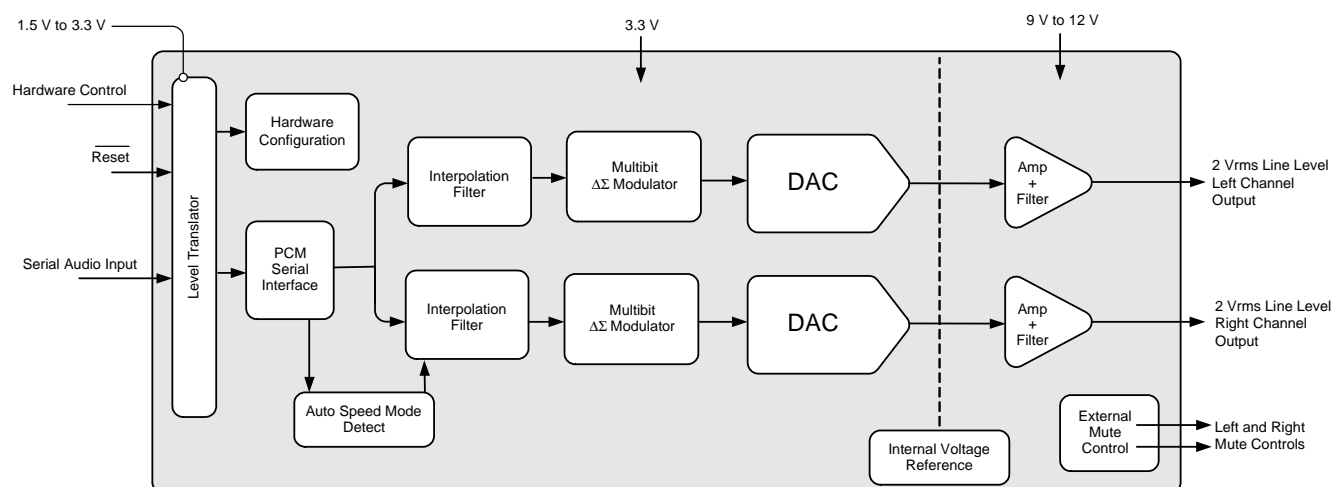 1.5 V to 3.3 V
3.3 V
9 V to 12 V
Hardware Control
Reset
Serial Audio Input
Level Translator
Hardware
Configuration
PCM
Serial
Interface
Auto Speed Mode
Detect
Interpolation
Filter
Multibit
ΔΣ Modulator
DAC
Amp
+
Filter
2 Vrms Line Level
Left Channel
Output
Interpolation
Filter
Multibit
ΔΣ Modulator
DAC
Amp
+
Filter
2 Vrms Line Level
Right Channel
Output
Internal Voltage
Reference
External
Mute
Control
Left and Right
Mute Controls